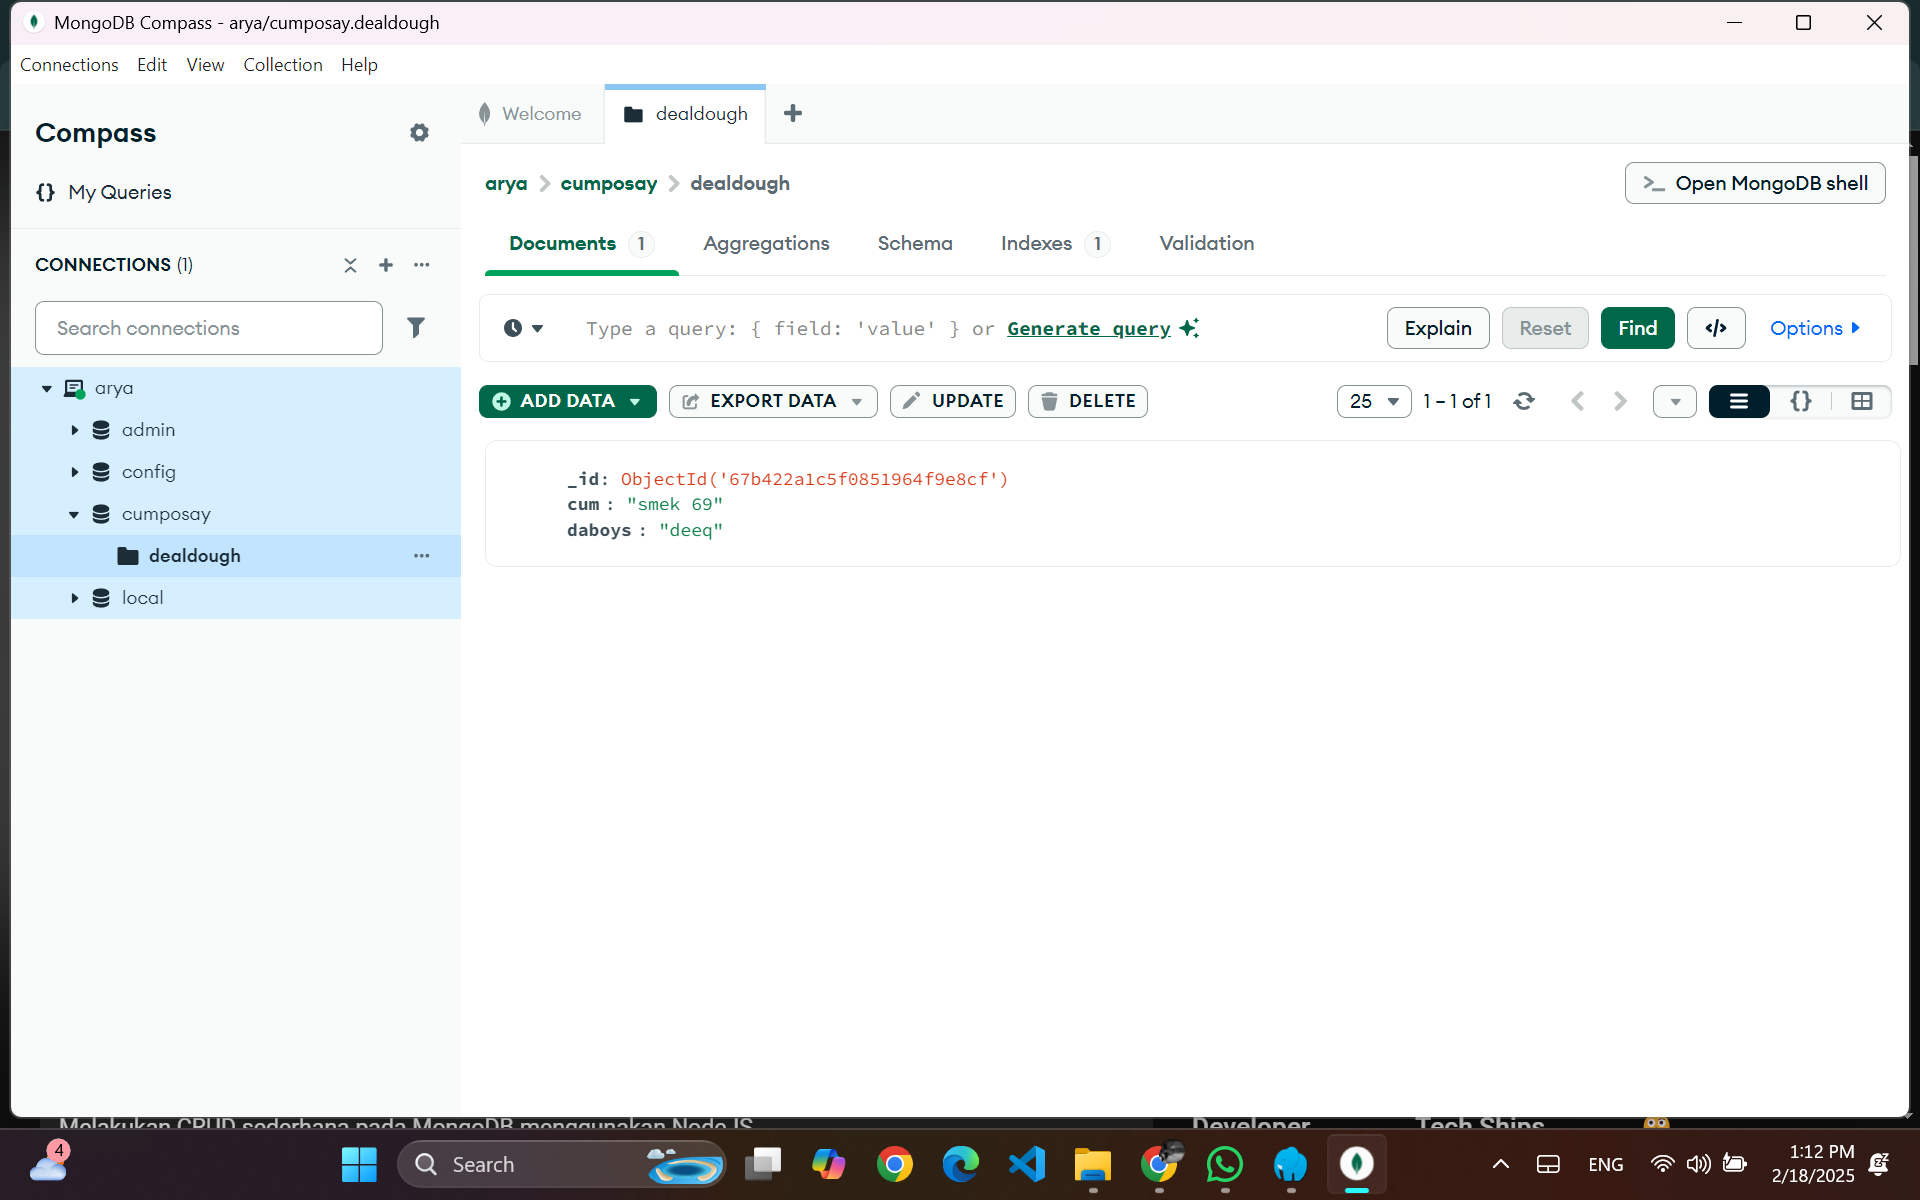 MongoDB Compass - arya/cumposay.dealdough
Connections Edit View Collection Help
Compass
My Queries
CONNECTIONS (1)
Search connections
arya
admin
config
cumposay
dealdough
local
Welcome
dealdough
arya cumposay dealdough
Open MongoDB shell
Documents 1 Aggregations Schema Indexes 1 Validation
Type a query: { field: 'value' } or Generate query
Explain Reset Find </> Options
ADD DATA EXPORT DATA UPDATE DELETE
25 1 – 1 of 1 {}
_id: ObjectId('67b422a1c5f0851964f9e8cf')
cum : "smek 69"
daboys : "deeq"
Melakukan CRUD sederhana pada MongoDB menggunakan NodeJS
Developer Tech Ships
4
Search
ENG
1:12 PM
2/18/2025